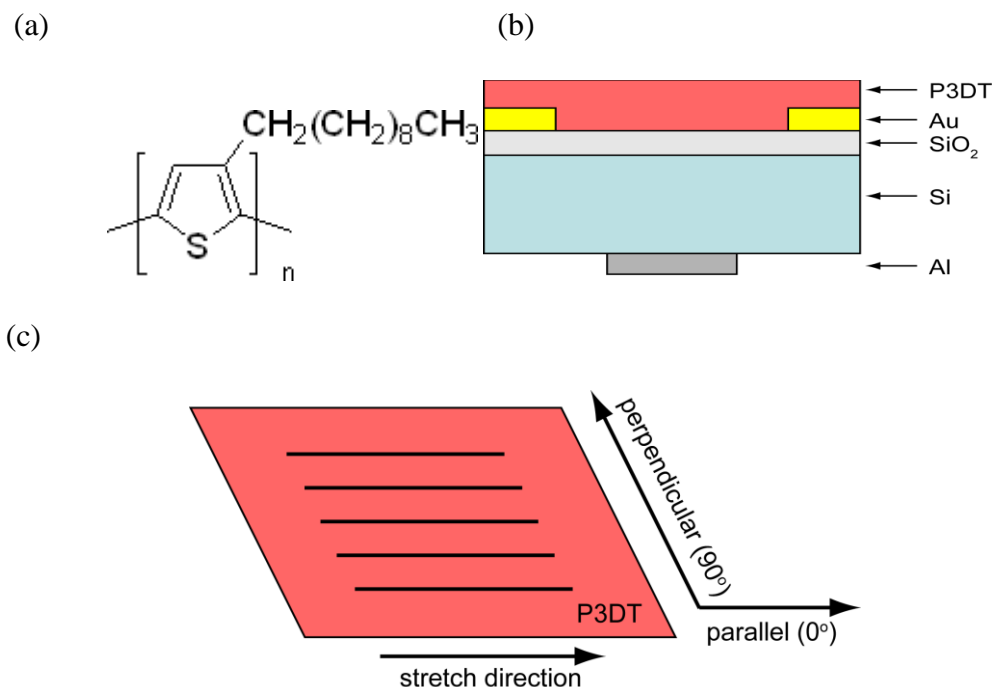 (a)
(b)
CH₂(CH₂)₈CH₃
S
n
P3DT
Au
SiO₂
Si
Al
(c)
perpendicular (90°)
P3DT
parallel (0°)
stretch direction